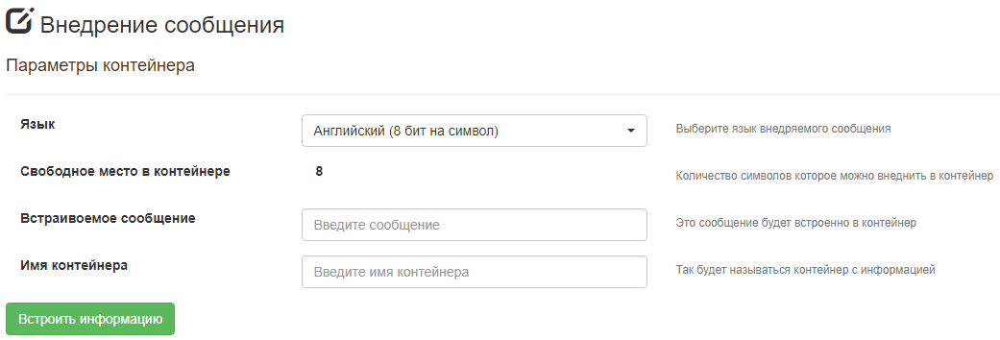 Внедрение сообщения
Параметры контейнера
Язык
Английский (8 бит на символ)
Выберите язык внедряемого сообщения
Свободное место в контейнере
8
Количество символов которое можно внеднить в контейнер
Встраивоемое сообщение
Введите сообщение
Это сообщение будет встроенно в контейнер
Имя контейнера
Введите имя контейнера
Так будет называться контейнер с информацией
Встроить информацию